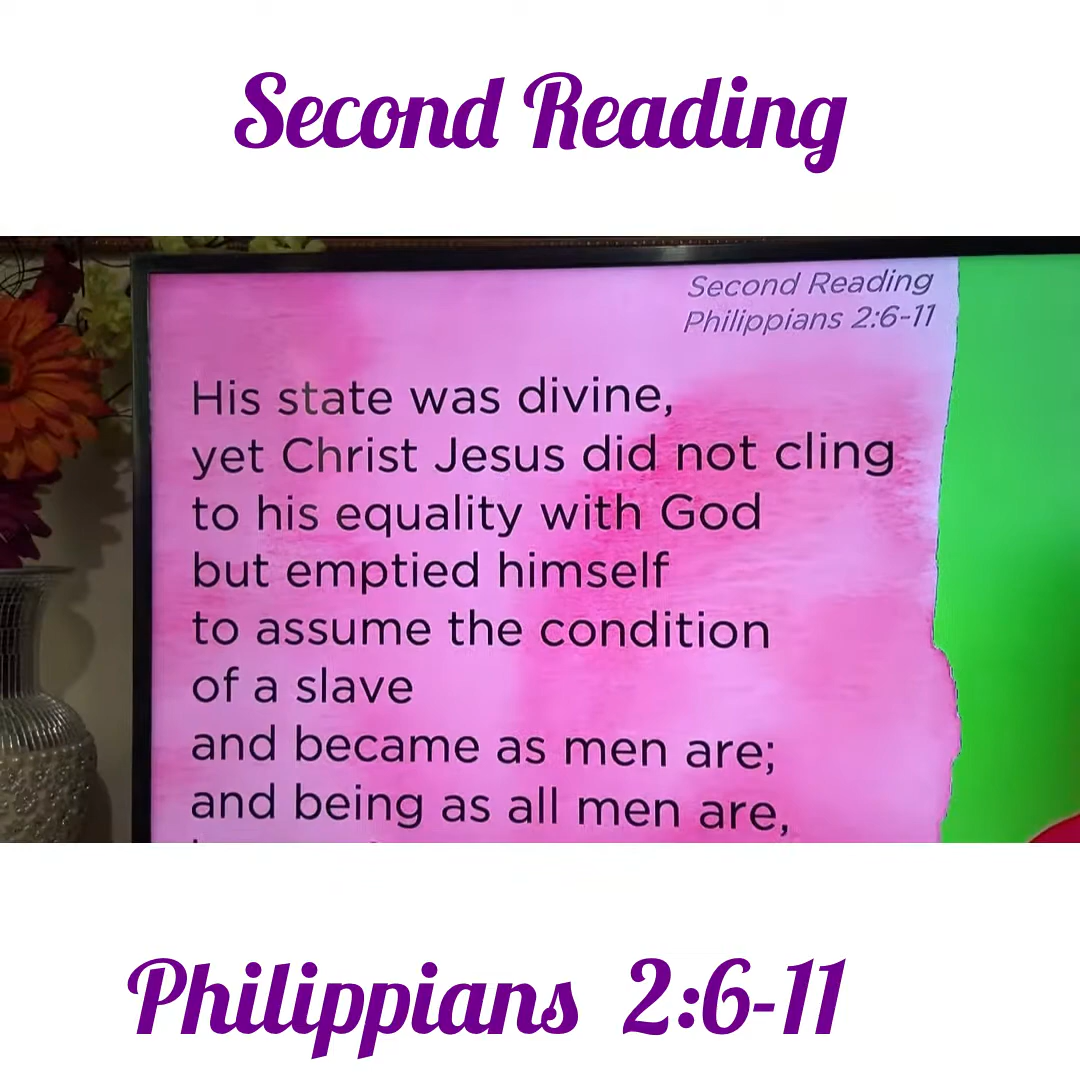 Second Reading
Second Reading
Philippians 2:6-11
His state was divine,
yet Christ Jesus did not cling
to his equality with God
but emptied himself
to assume the condition
of a slave
and became as men are;
and being as all men are,
Philippians 2:6-11